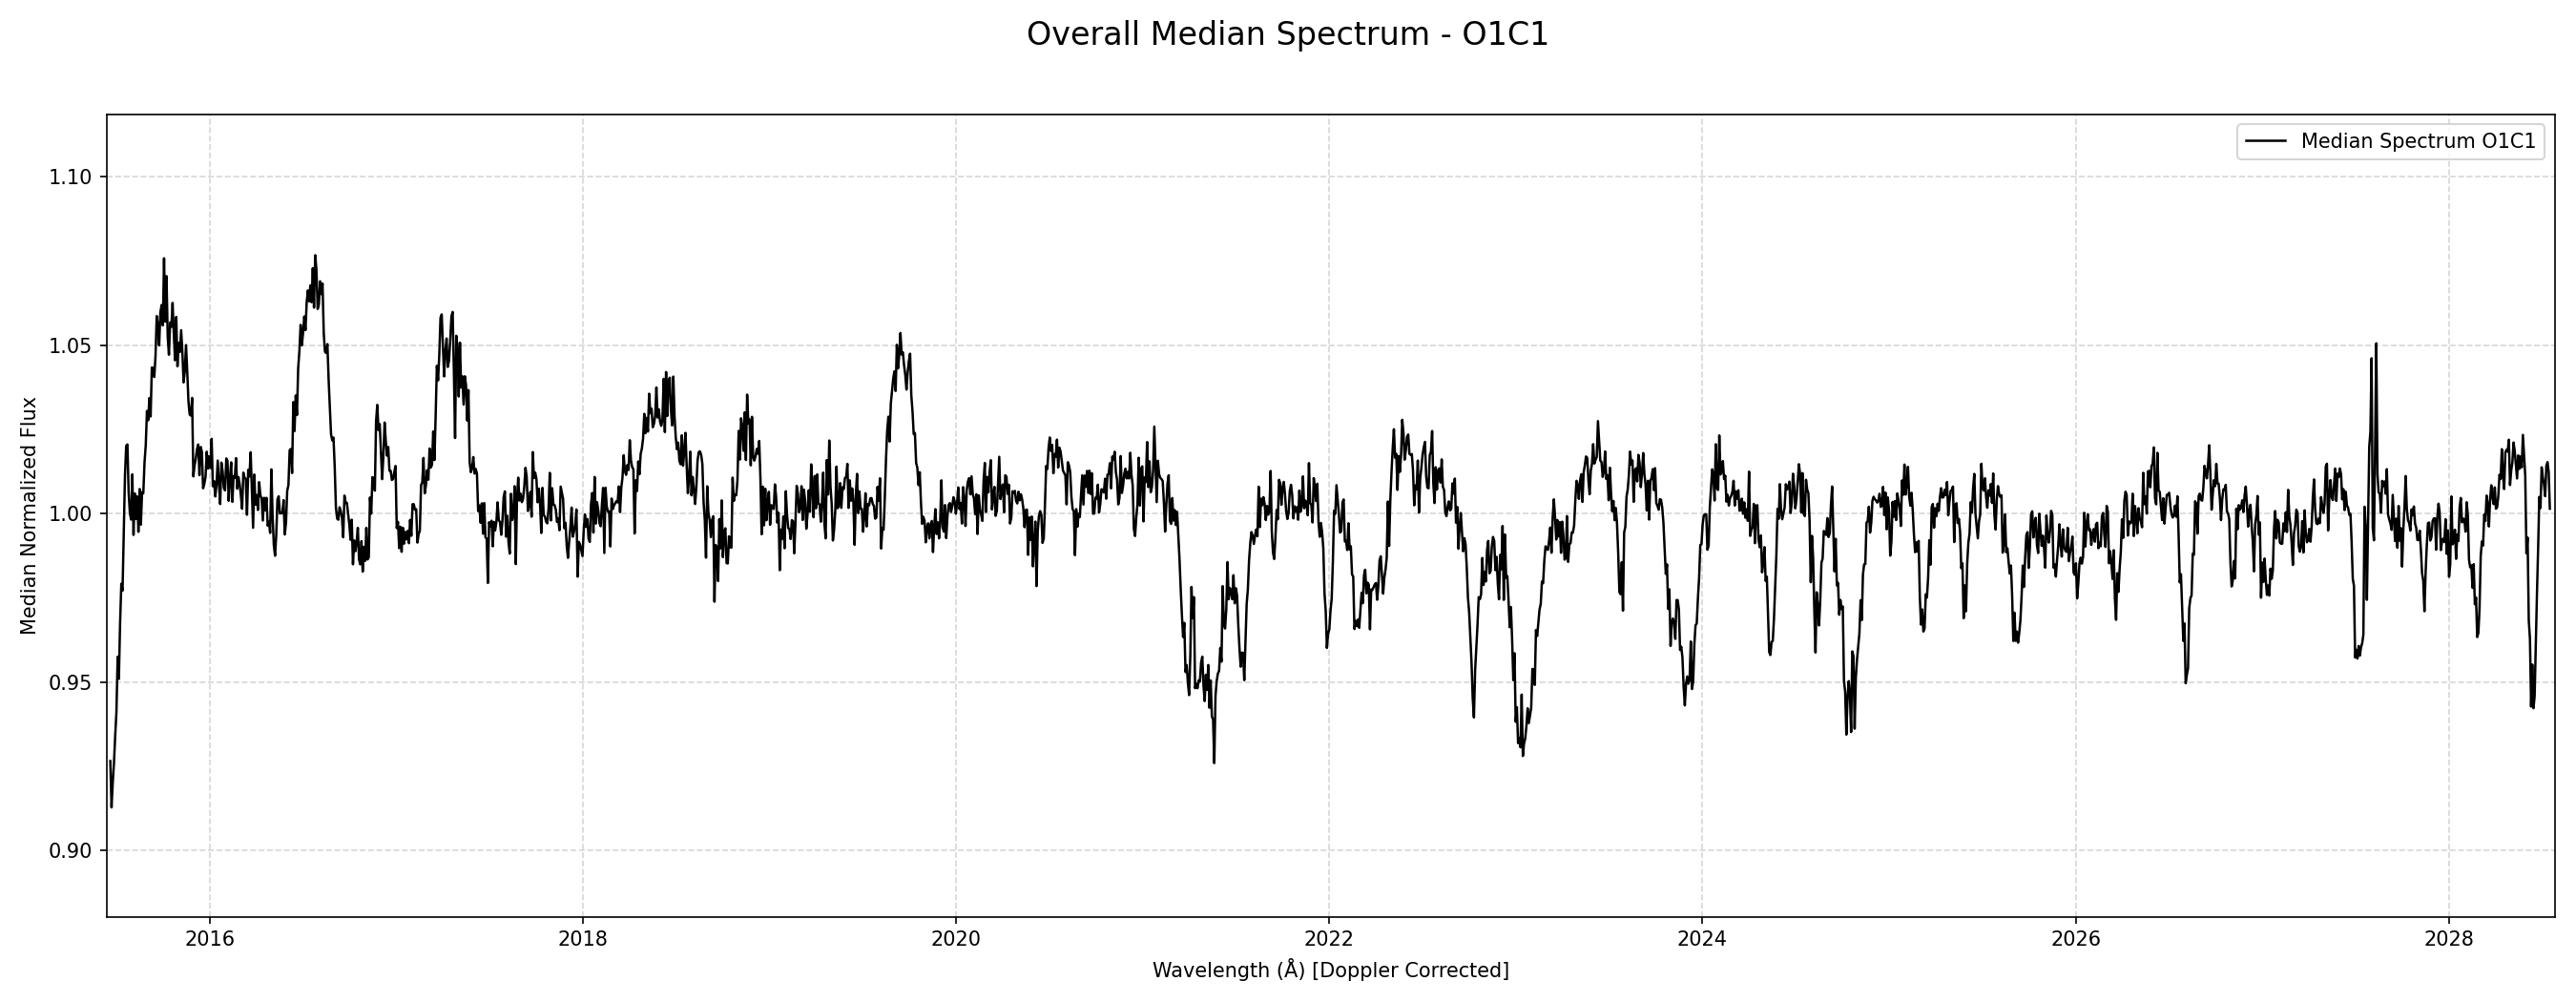 Overall Median Spectrum - O1C1
Median Spectrum O1C1
Median Normalized Flux
1.10
1.05
1.00
0.95
0.90
2016 2018 2020 2022 2024 2026 2028
Wavelength (Å) [Doppler Corrected]